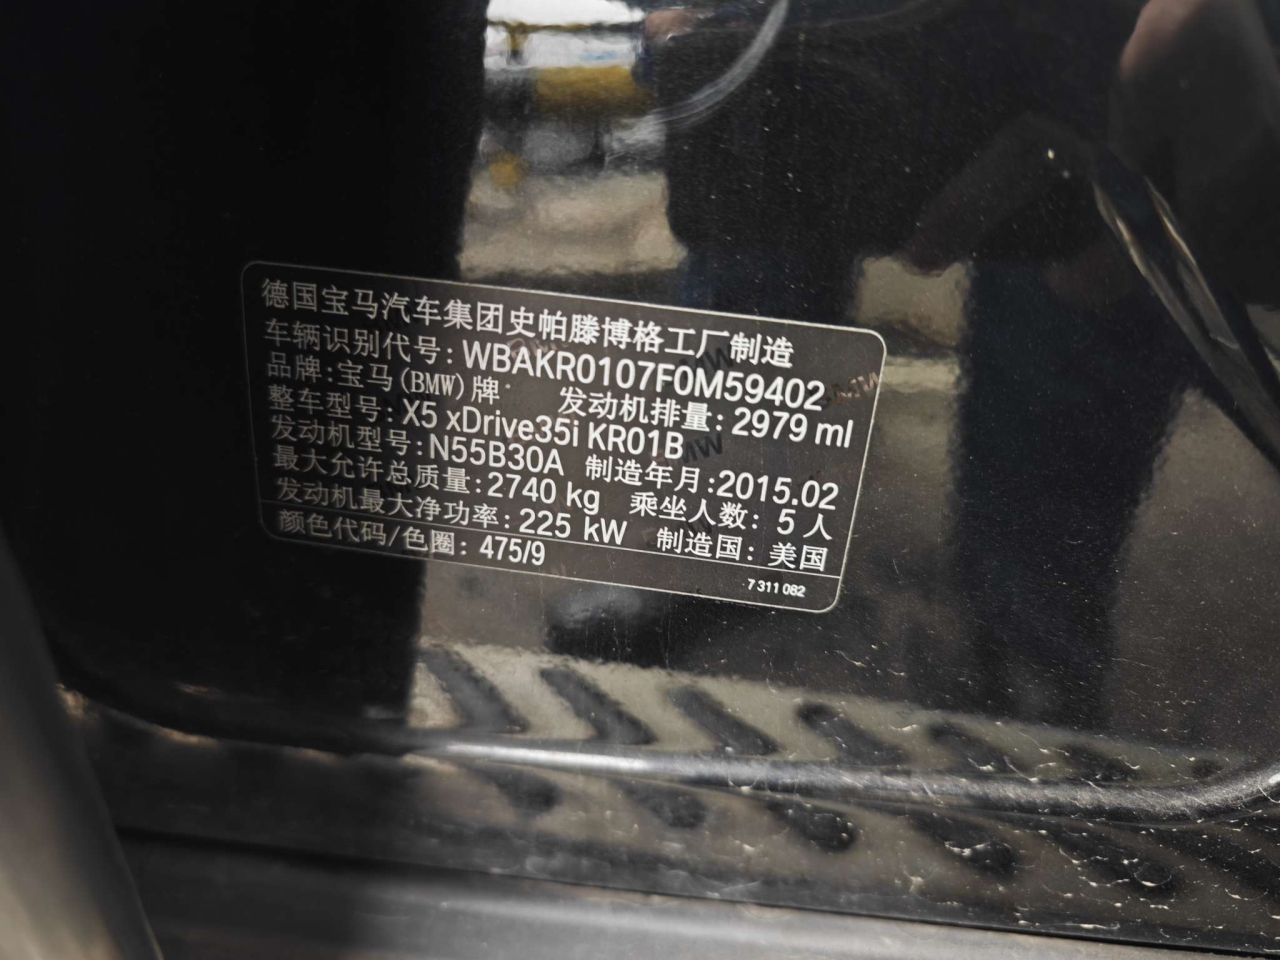 德国宝马汽车集团史帕滕博格工厂制造
车辆识别代号:WBAKR0107F0M59402
品牌:宝马(BMW)牌 发动机排量: 2979 ml
整车型号: X5 xDrive35i KR01B
发动机型号: N55B30A 制造年月:2015.02
最大允许总质量:2740 kg 乘坐人数: 5 人
发动机最大净功率: 225 kW 制造国: 美国
颜色代码/色圈: 475/9
7 311 082